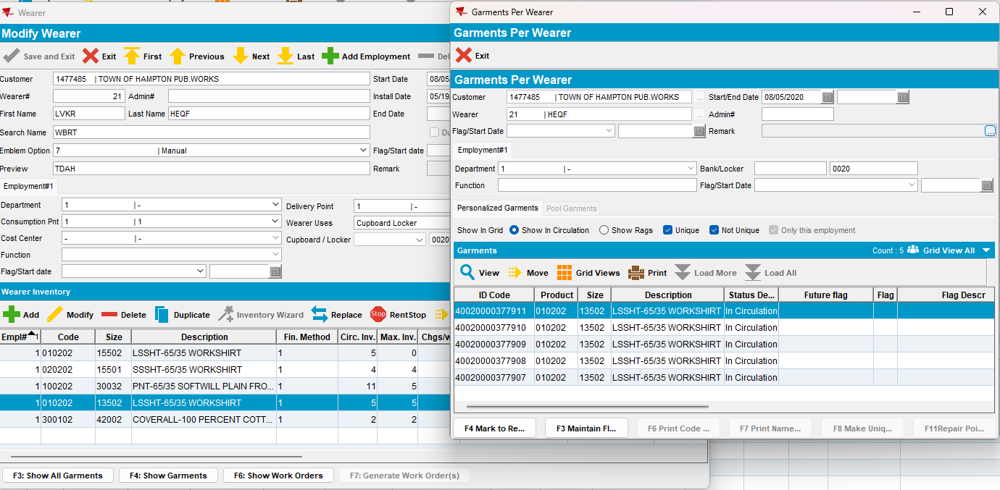 Wearer
Modify Wearer
Save and Exit Exit First Previous Next Last Add Employment Del
Customer 1477485 | TOWN OF HAMPTON PUB.WORKS Start Date 08/05
Wearer# 21 Admin# Install Date 05/19
First Name LVKR Last Name HEQF End Date
Search Name WBRT Du
Emblem Option 7 | Manual Flag/Start date
Preview TDAH Remark
Employment#1
Department 1 | - Delivery Point 1 | -
Consumption Pnt 1 | 1 Wearer Uses Cupboard Locker
Cost Center - | - Cupboard / Locker 0020
Function
Flag/Start date 16
Wearer Inventory
Add Modify Delete Duplicate Inventory Wizard Replace Stop RentStop
Empl# 1 Code Size Description Fin. Method Circ. Inv. Max. Inv. Chgs/w
1 010202 15502 LSSHT-65/35 WORKSHIRT 1 5 0
1 020202 15501 SSSHT-65/35 WORKSHIRT 1 4 4
1 100202 30032 PNT-65/35 SOFTWILL PLAIN FRO... 1 11 5
1 010202 13502 LSSHT-65/35 WORKSHIRT 1 5 5
1 300102 42002 COVERALL-100 PERCENT COTT... 1 2 2
F3: Show All Garments F4: Show Garments F6: Show Work Orders F7: Generate Work Order(s)
Garments Per Wearer
Garments Per Wearer
Exit
Garments Per Wearer
Customer 1477485 | TOWN OF HAMPTON PUB.WORKS ... Start/End Date 08/05/2020 16 16
Wearer 21 | HEQF ... Admin#
Flag/Start Date 16 Remark ...
Employment#1
Department 1 | - Bank/Locker 0020
Function Flag/Start Date 16
Personalized Garments Pool Garments
Show In Grid Show In Circulation Show Rags Unique Not Unique Only this employment
Garments Count : 5 Grid View All
View Move Grid Views Print Load More Load All
ID Code Product Size Description Status De... Future flag Flag Flag Descr
40020000377911 010202 13502 LSSHT-65/35 WORKSHIRT In Circulation
40020000377910 010202 13502 LSSHT-65/35 WORKSHIRT In Circulation
40020000377909 010202 13502 LSSHT-65/35 WORKSHIRT In Circulation
40020000377908 010202 13502 LSSHT-65/35 WORKSHIRT In Circulation
40020000377907 010202 13502 LSSHT-65/35 WORKSHIRT In Circulation
F4 Mark to Re... F3 Maintain Fl... F6 Print Code ... F7 Print Name... F8 Make Uniq... F11Repair Poi...